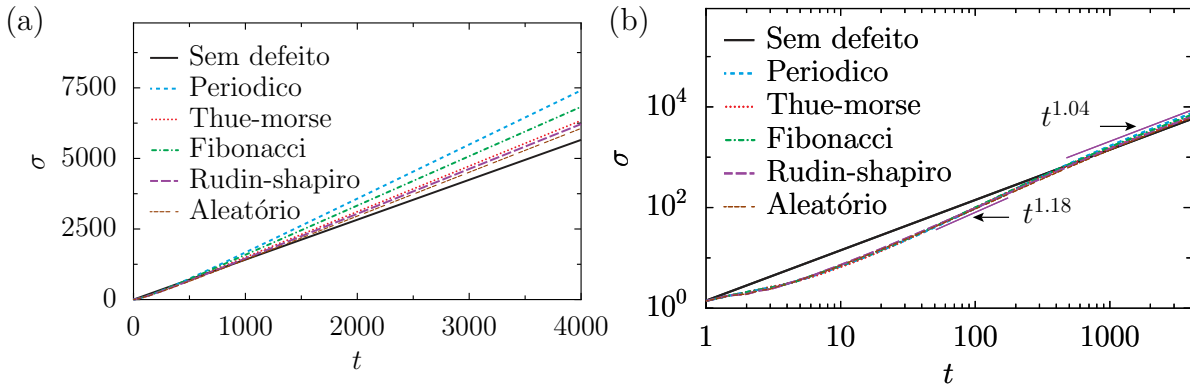 (a)
σ
7500
5000
2500
0
Sem defeito
Periodico
Thue-morse
Fibonacci
Rudin-shapiro
Aleatório
0 1000 2000 3000 4000
t
(b)
σ
10^4
10^2
10^0
Sem defeito
Periodico
Thue-morse
Fibonacci
Rudin-shapiro
Aleatório
t^1.04
t^1.18
1 10 100 1000
t